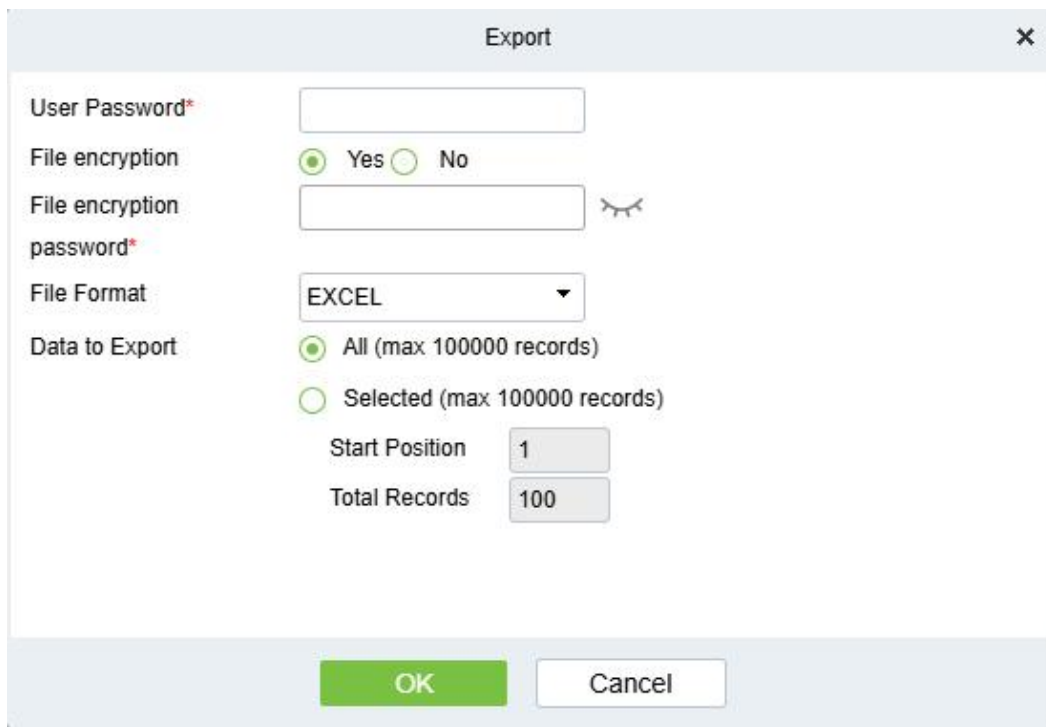 Export
User Password*
File encryption Yes No
File encryption
password*
File Format EXCEL
Data to Export All (max 100000 records)
Selected (max 100000 records)
Start Position 1
Total Records 100
OK Cancel